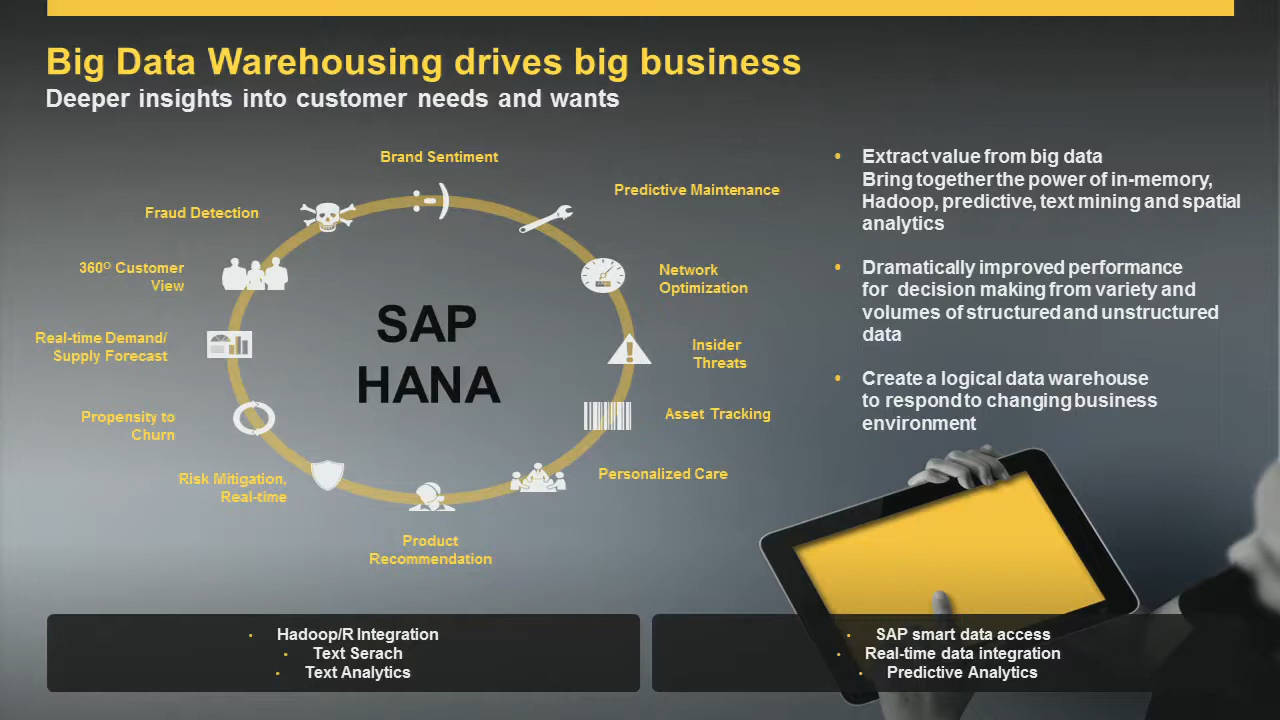 Big Data Warehousing drives big business
Deeper insights into customer needs and wants
Brand Sentiment
Predictive Maintenance
Fraud Detection
360° Customer
View
Network
Optimization
Real-time Demand/
Supply Forecast
Insider
Threats
SAP
HANA
Propensity to
Churn
Asset Tracking
Risk Mitigation,
Real-time
Personalized Care
Product
Recommendation
• Extract value from big data
Bring together the power of in-memory,
Hadoop, predictive, text mining and spatial
analytics
• Dramatically improved performance
for decision making from variety and
volumes of structured and unstructured
data
• Create a logical data warehouse
to respond to changing business
environment
• Hadoop/R Integration
• Text Serach
• Text Analytics
• SAP smart data access
• Real-time data integration
• Predictive Analytics